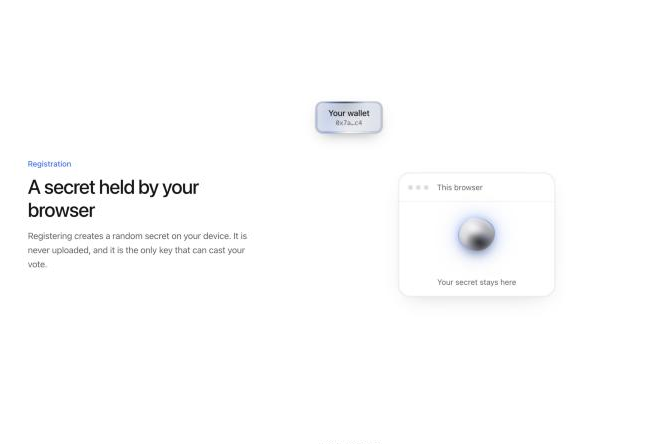 Your wallet
0x7a…c4
Registration
A secret held by your
browser
Registering creates a random secret on your device. It is
never uploaded, and it is the only key that can cast your
vote.
This browser
Your secret stays here